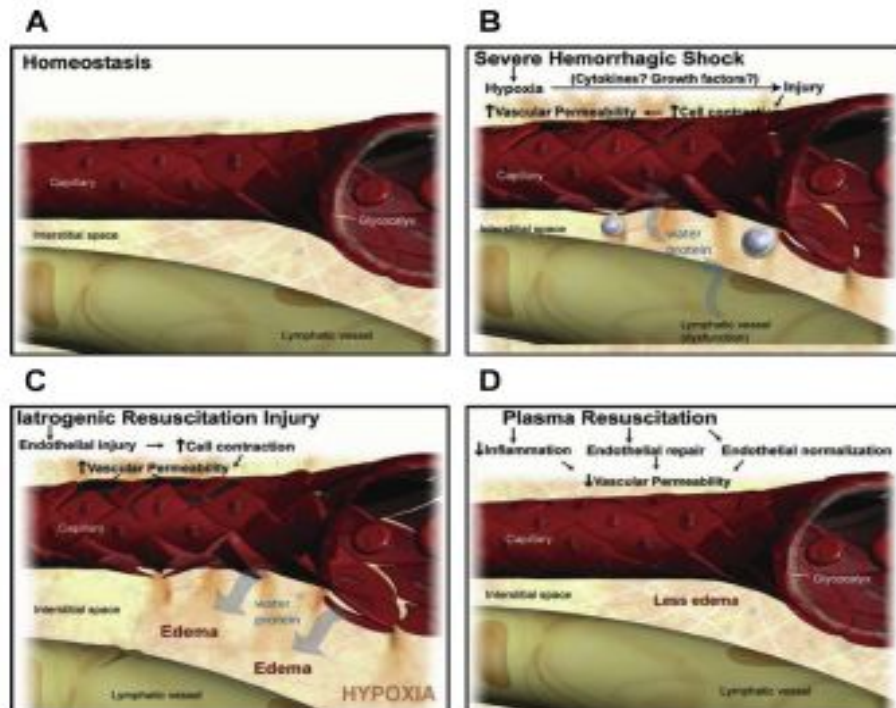 A
Homeostasis
Capillary
Glycocalyx
Interstitial space
Lymphatic vessel
B
Severe Hemorrhagic Shock
(Cytokines? Growth factors?)
Hypoxia
Injury
↑Vascular Permeability ← ↑Cell contraction
Capillary
Interstitial space
water
protein
Lymphatic vessel
(dysfunction)
C
Iatrogenic Resuscitation Injury
Endothelial injury → ↑Cell contraction
↑Vascular Permeability
Capillary
Interstitial space
water
protein
Edema
Edema
Lymphatic vessel
HYPOXIA
D
Plasma Resuscitation
↓Inflammation Endothelial repair Endothelial normalization
↓Vascular Permeability
Capillary
Glycocalyx
Interstitial space
Less edema
Lymphatic vessel